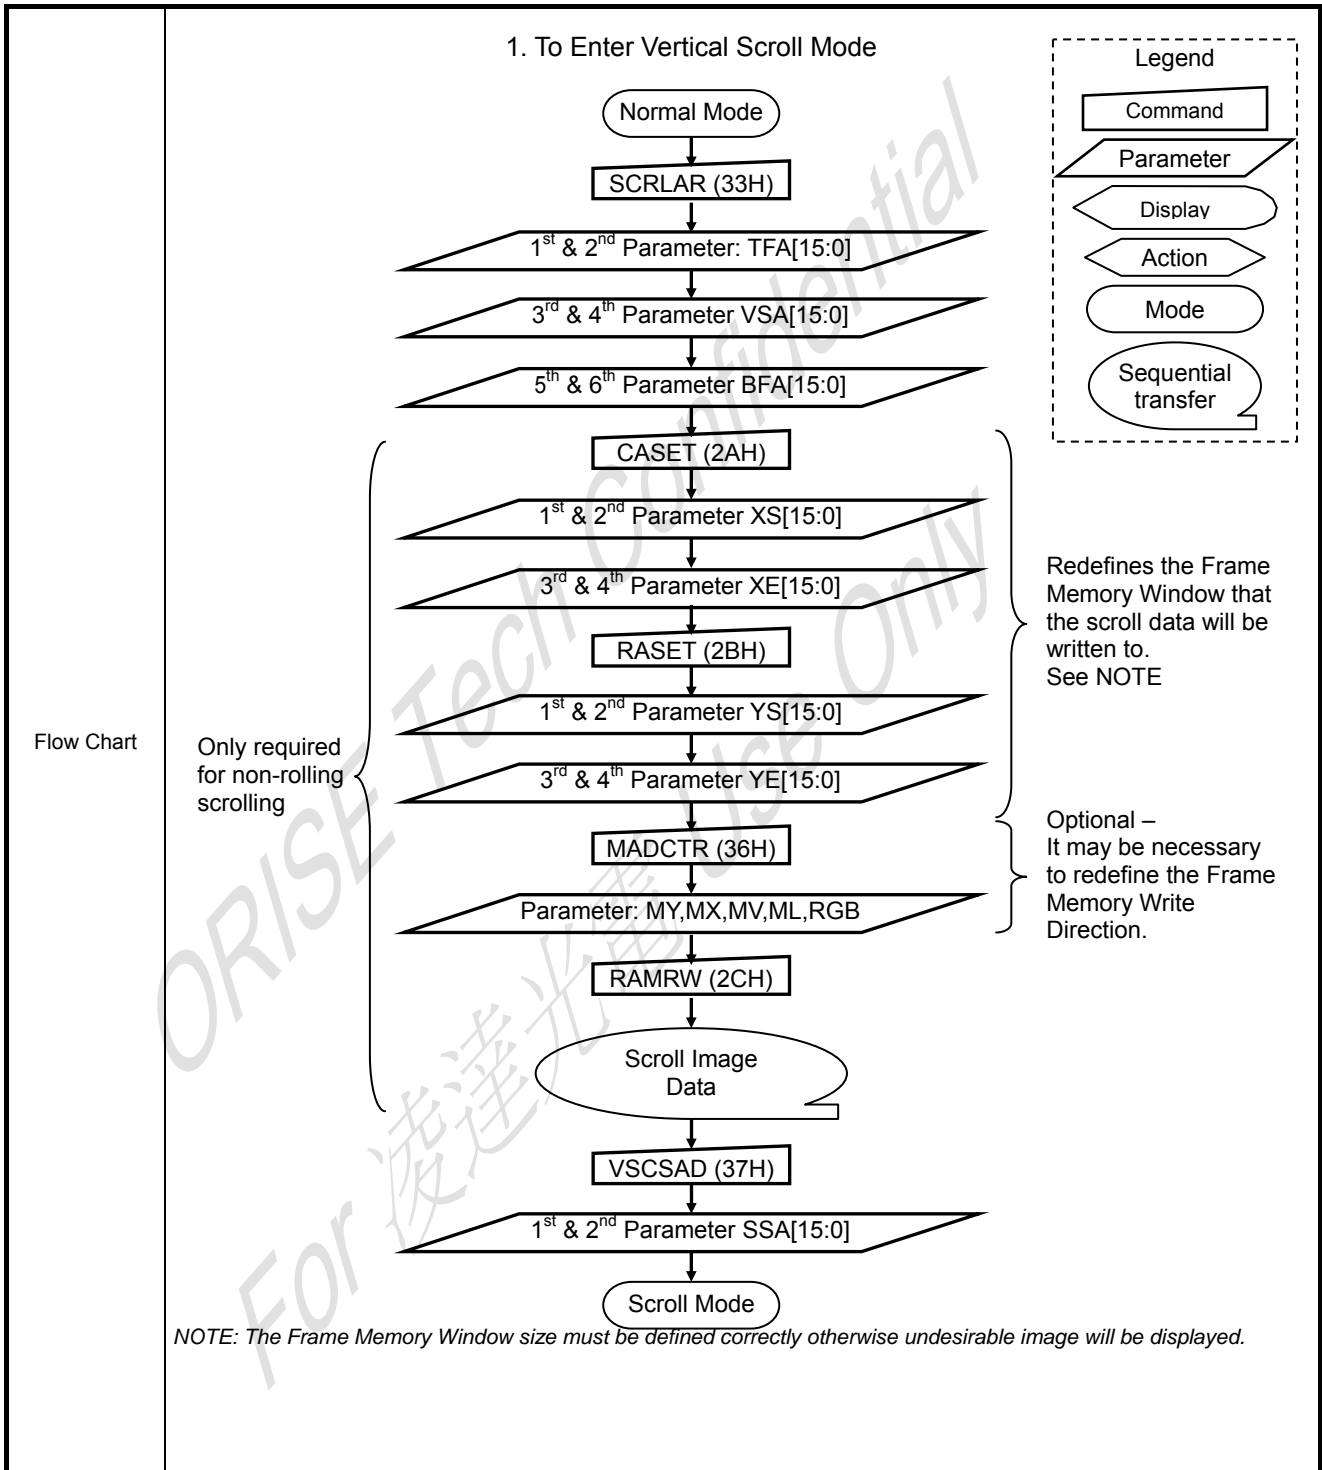 1. To Enter Vertical Scroll Mode
Legend
Command
Parameter
Display
Action
Mode
Sequential
transfer
Normal Mode
SCRLAR (33H)
1st & 2nd Parameter: TFA[15:0]
3rd & 4th Parameter VSA[15:0]
5th & 6th Parameter BFA[15:0]
CASET (2AH)
1st & 2nd Parameter XS[15:0]
3rd & 4th Parameter XE[15:0]
RASET (2BH)
1st & 2nd Parameter YS[15:0]
3rd & 4th Parameter YE[15:0]
MADCTR (36H)
Parameter: MY,MX,MV,ML,RGB
RAMRW (2CH)
Scroll Image
Data
VSCSAD (37H)
1st & 2nd Parameter SSA[15:0]
Scroll Mode
Flow Chart
Only required
for non-rolling
scrolling
Redefines the Frame
Memory Window that
the scroll data will be
written to.
See NOTE
Optional –
It may be necessary
to redefine the Frame
Memory Write
Direction.
NOTE: The Frame Memory Window size must be defined correctly otherwise undesirable image will be displayed.
ORISE Tech Confidential
For 凌達光電 Use Only